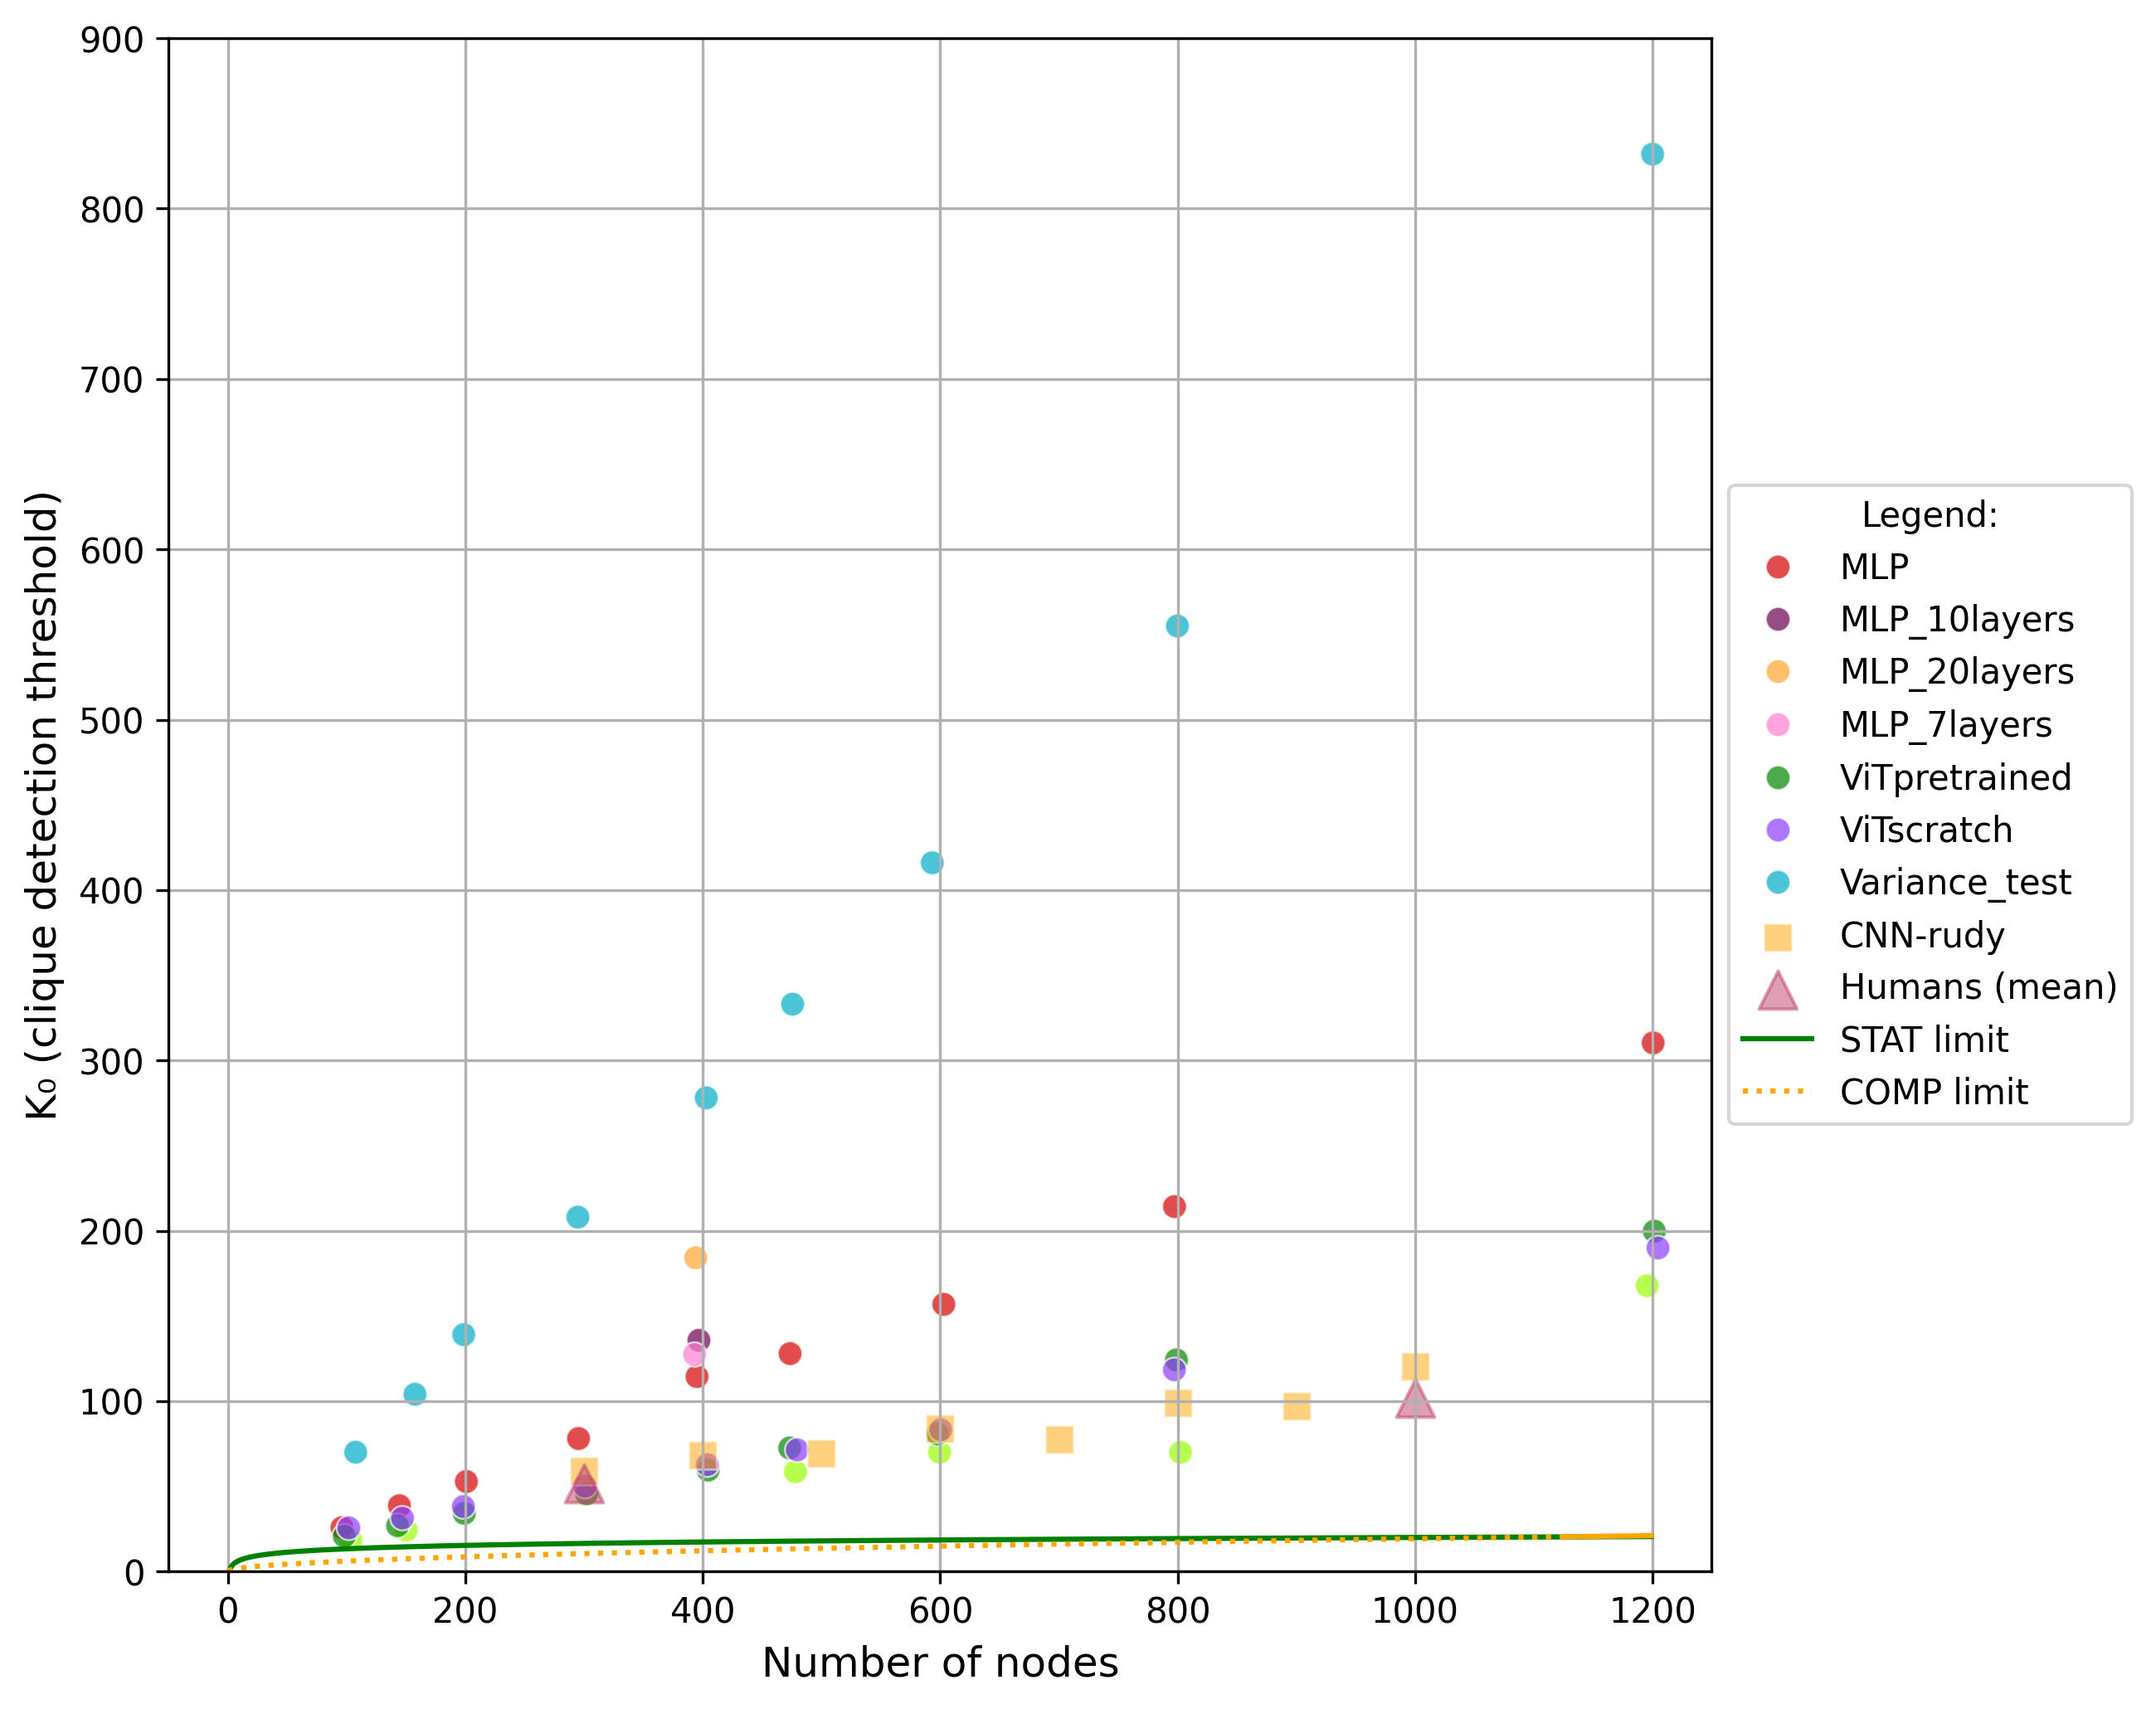 900
800
700
600
500
400
300
200
100
0
K₀ (clique detection threshold)
0 200 400 600 800 1000 1200
Number of nodes
Legend:
MLP
MLP_10layers
MLP_20layers
MLP_7layers
ViTpretrained
ViTscratch
Variance_test
CNN-rudy
Humans (mean)
STAT limit
COMP limit